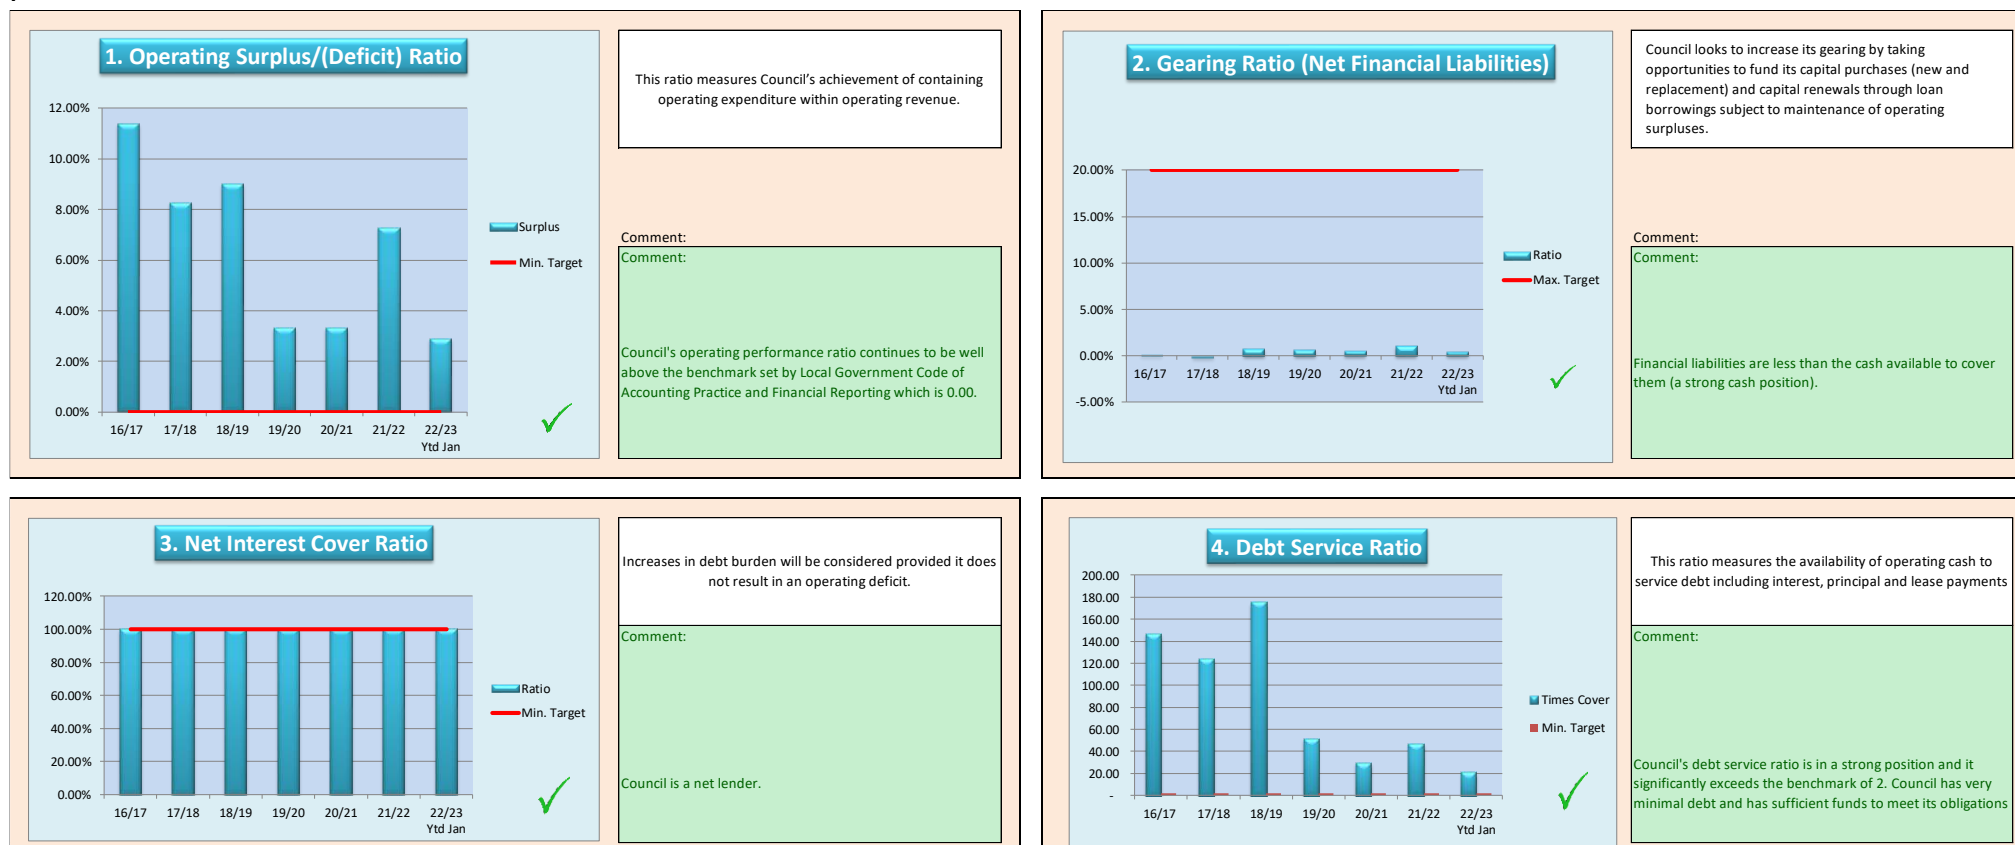 1. Operating Surplus/(Deficit) Ratio
12.00%
10.00%
8.00%
6.00%
4.00%
2.00%
0.00%
16/17 17/18 18/19 19/20 20/21 21/22 22/23
Ytd Jan
Surplus
Min. Target
This ratio measures Council's achievement of containing
operating expenditure within operating revenue.
Comment:
Comment:
Council's operating performance ratio continues to be well
above the benchmark set by Local Government Code of
Accounting Practice and Financial Reporting which is 0.00.
2. Gearing Ratio (Net Financial Liabilities)
20.00%
15.00%
10.00%
5.00%
0.00%
-5.00%
16/17 17/18 18/19 19/20 20/21 21/22 22/23
Ytd Jan
Ratio
Max. Target
Council looks to increase its gearing by taking
opportunities to fund its capital purchases (new and
replacement) and capital renewals through loan
borrowings subject to maintenance of operating
surpluses.
Comment:
Comment:
Financial liabilities are less than the cash available to cover
them (a strong cash position).
3. Net Interest Cover Ratio
120.00%
100.00%
80.00%
60.00%
40.00%
20.00%
0.00%
16/17 17/18 18/19 19/20 20/21 21/22 22/23
Ytd Jan
Ratio
Min. Target
Increases in debt burden will be considered provided it does
not result in an operating deficit.
Comment:
Council is a net lender.
4. Debt Service Ratio
200.00
180.00
160.00
140.00
120.00
100.00
80.00
60.00
40.00
20.00
-
16/17 17/18 18/19 19/20 20/21 21/22 22/23
Ytd Jan
Times Cover
Min. Target
This ratio measures the availability of operating cash to
service debt including interest, principal and lease payments
Comment:
Council's debt service ratio is in a strong position and it
significantly exceeds the benchmark of 2. Council has very
minimal debt and has sufficient funds to meet its obligations